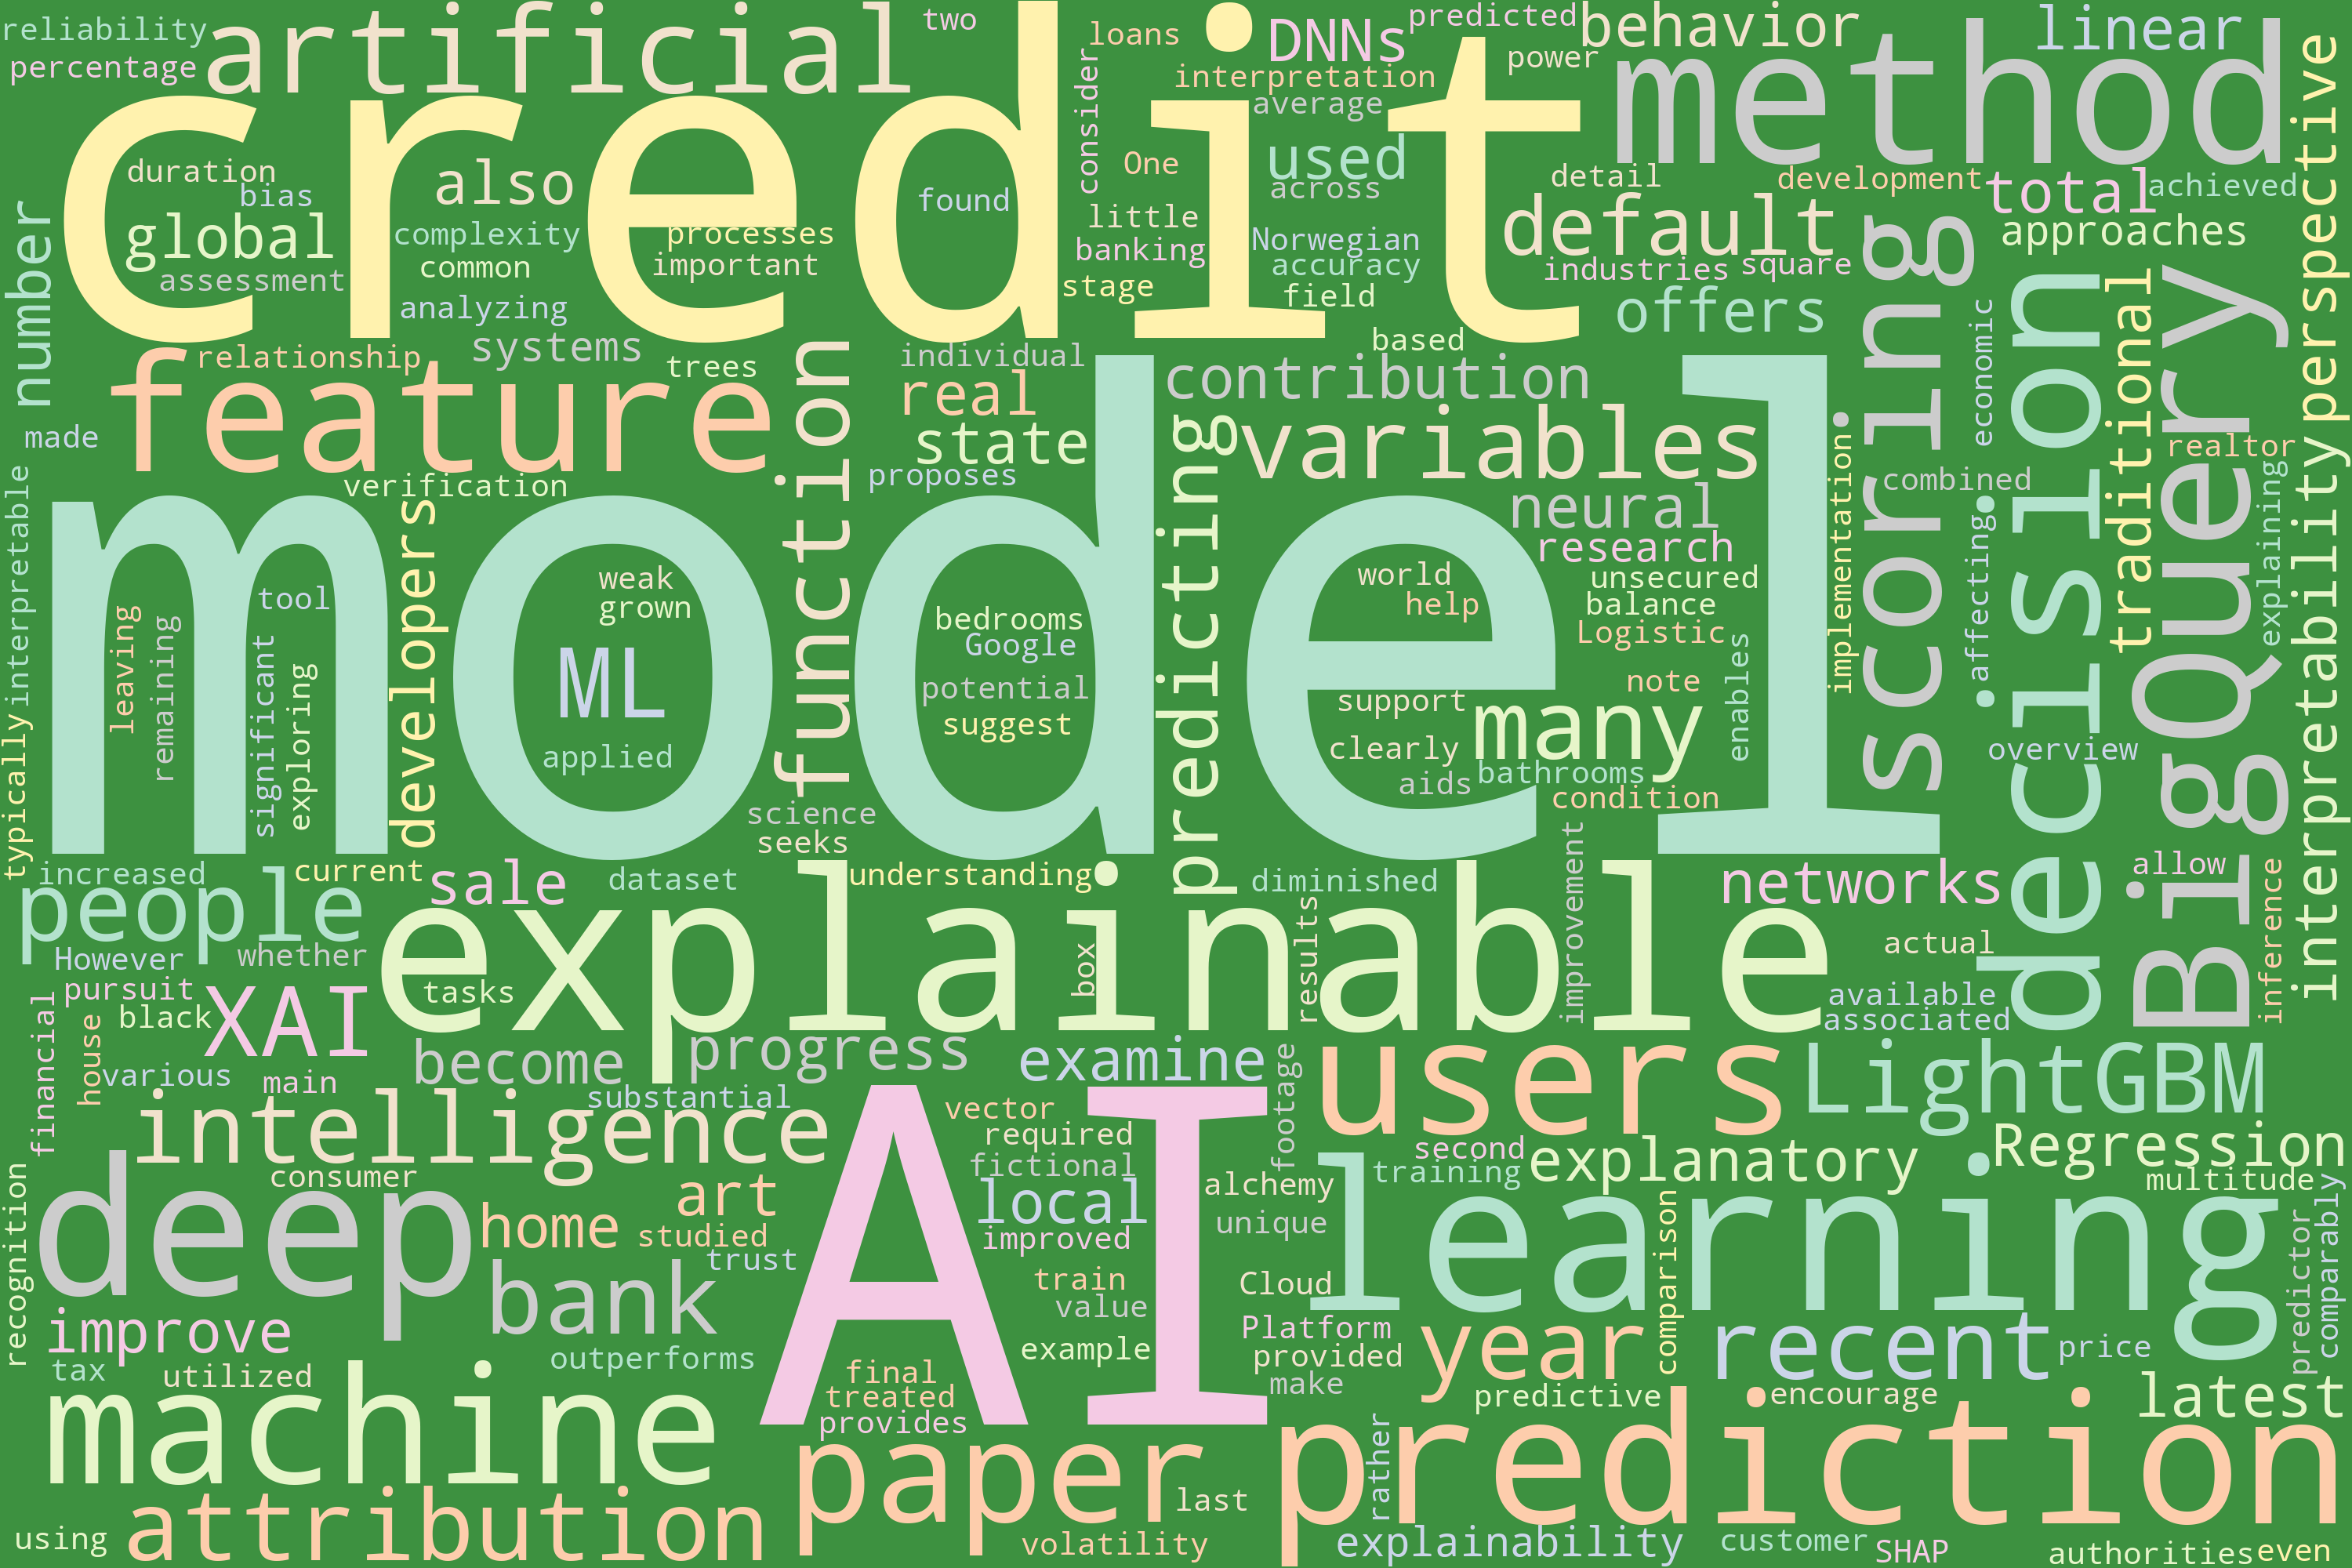 reliability
artificial
two
loans
DNNs
predicted
behavior
linear
percentage
credit
consider
interpretation
power
method
perspective
average
duration
bias
also
found
One
used
across
detail
development
total
achieved
number
global
complexity
processes
little
banking
Norwegian
default
approaches
assessment
common
important
accuracy
industries
square
analyzing
stage
field
offers
scoring
decision
BigQuery
traditional
economic
feature
relationship
systems
trees
function
individual
based
contribution
real
state
predicting
variables
implementation
made
verification
proposes
combined
realtor
interpretable
developers
model
neural
research
affecting
explaining
interpretability
leaving
remaining
tool
weak
grown
bedrooms
world
unsecured
help
balance
Logistic
significant
exploring
ML
Google
potential
support
note
enables
suggest
many
typically
applied
clearly
overview
aids
bathrooms
condition
science
seeks
increased
current
sale
dataset
understanding
diminished
improvement
networks
allow
inference
people
explainable
However
whether
box
results
actual
pursuit
XAI
tasks
available
black
associated
financial
house
become
progress
examine
users
LightGBM
various
main
substantial
footage
intelligence
vector
required
second
explanatory
Regression
deep
consumer
art
AI
fictional
local
alchemy
training
learning
multitude
comparably
recognition
home
studied
unique
comparison
predictor
improved
trust
train
Cloud
bank
value
improve
Platform
year
recent
price
tax
utilized
outperforms
example
provided
final
make
machine
treated
predictive
encourage
latest
provides
paper
rather
prediction
attribution
last
using
volatility
explainability
customer
SHAP
authorities
even